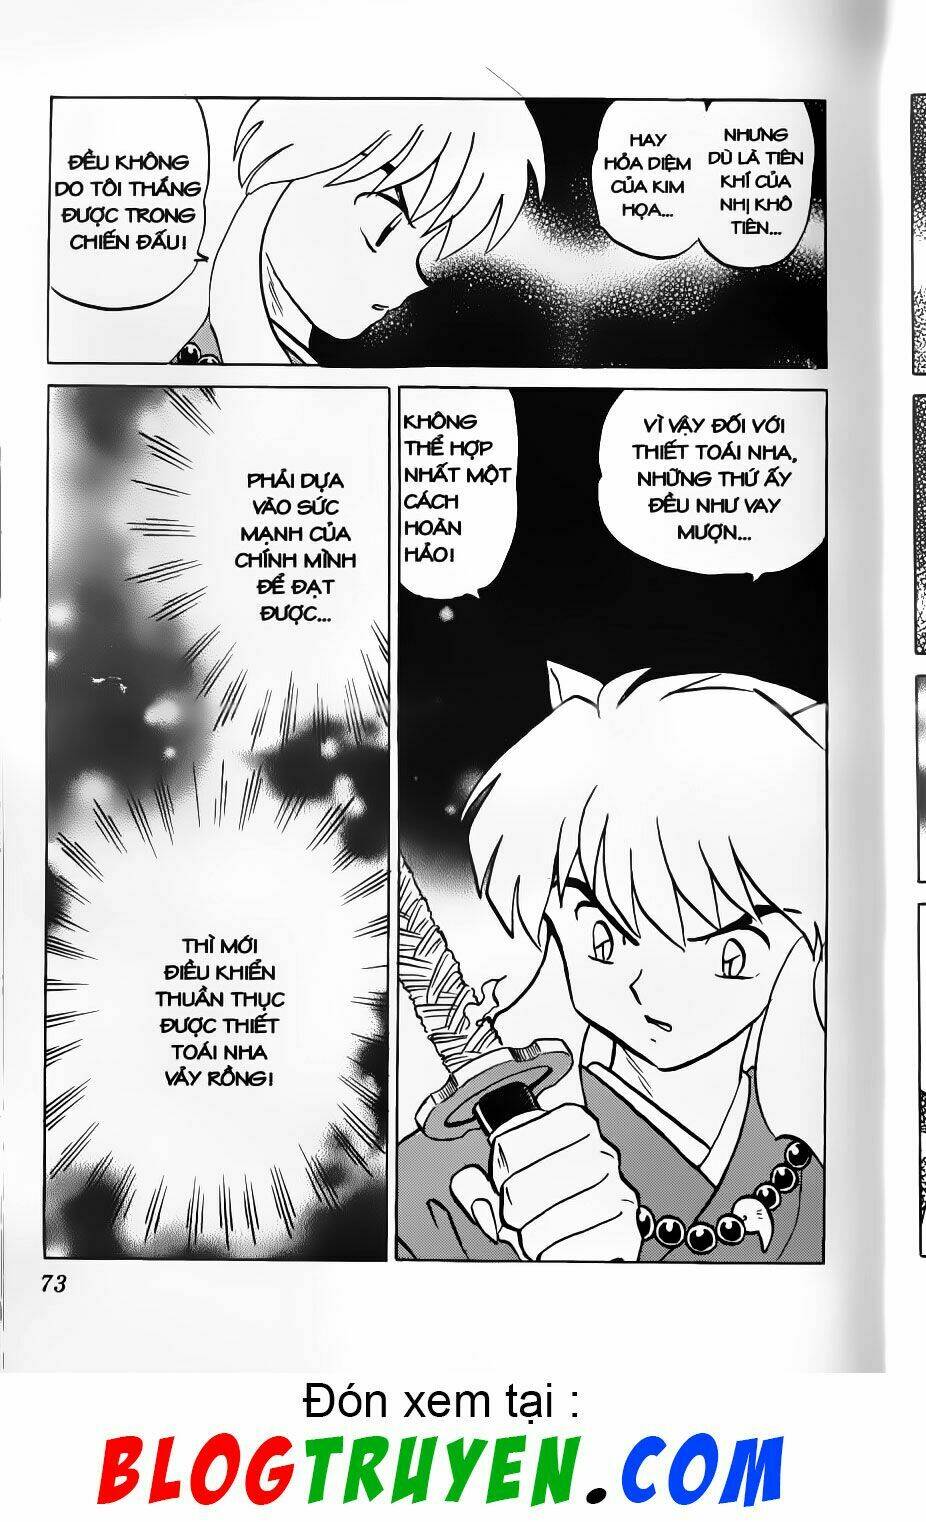 NHƯNG
DÙ LÀ TIÊN
KHÍ CỦA
NHỊ KHÔ
TIÊN...
HAY
HỎA DIỆM
CỦA KIM
HỌA...
ĐỀU KHÔNG
DO TÔI THẮNG
ĐƯỢC TRONG
CHIẾN ĐẤU!
VÌ VẬY ĐỐI VỚI
THIẾT TOÁI NHA,
NHỮNG THỨ ẤY
ĐỀU NHƯ VAY
MƯỢN...
KHÔNG
THỂ HỢP
NHẤT MỘT
CÁCH
HOÀN
HẢO!
PHẢI DỰA
VÀO SỨC
MẠNH CỦA
CHÍNH MÌNH
ĐỂ ĐẠT
ĐƯỢC...
THÌ MỚI
ĐIỀU KHIỂN
THUẦN THỤC
ĐƯỢC THIẾT
TOÁI NHA
VẢY RỒNG!
73
Đón xem tại :
BLOGTRUYEN.COM